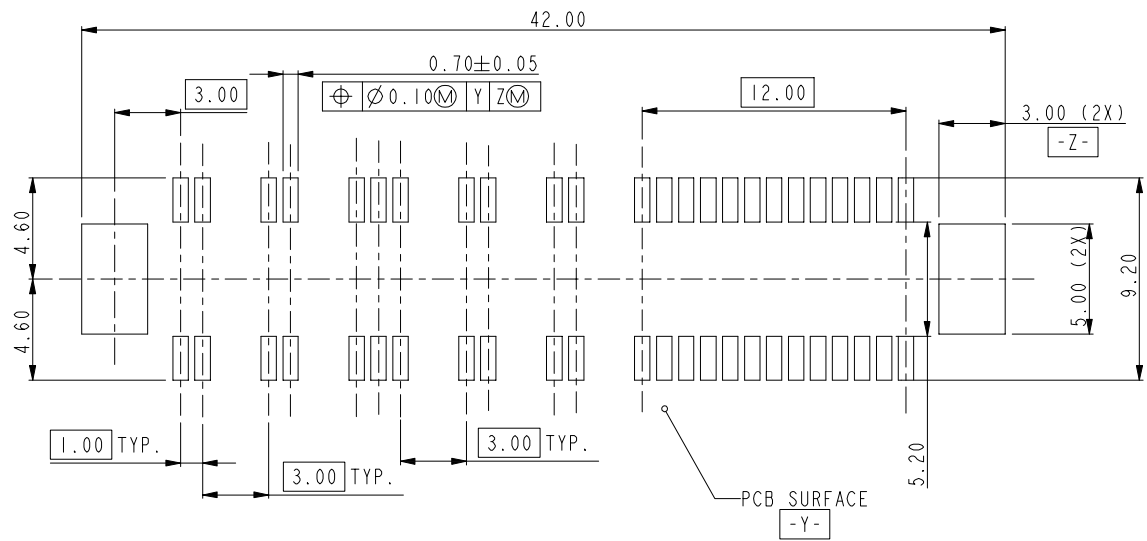 42.00
0.70±0.05
3.00
⌖ Ø0.10Ⓜ Y ZⓂ
12.00
3.00 (2X)
-Z-
4.60
4.60
5.00 (2X)
9.20
5.20
1.00 TYP.
3.00 TYP.
3.00 TYP.
PCB SURFACE
-Y-